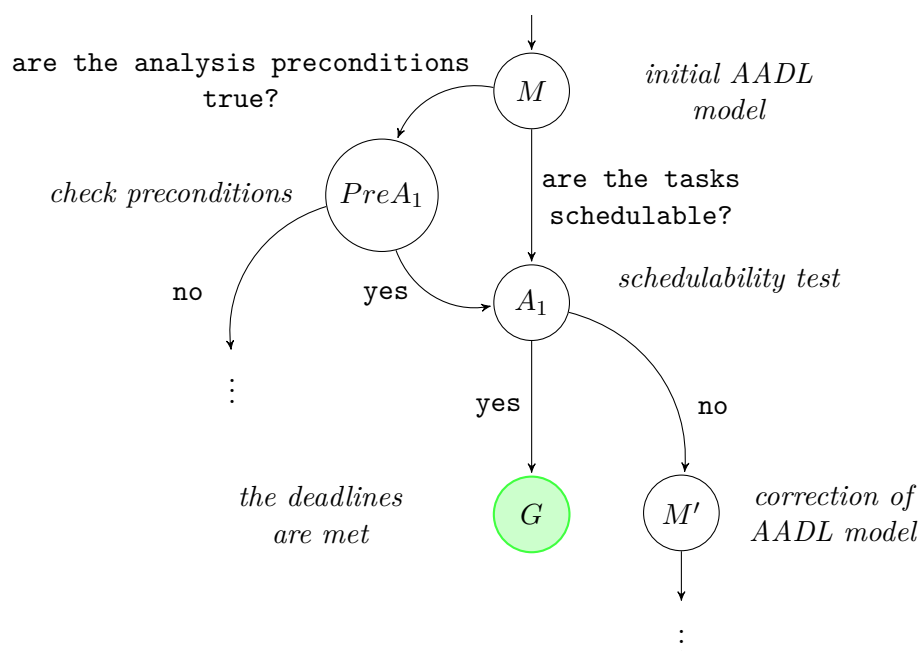 are the analysis preconditions
true?
M
initial AADL
model
check preconditions
PreA₁
are the tasks
schedulable?
no
yes
A₁
schedulability test
yes
no
the deadlines
are met
G
M′
correction of
AADL model